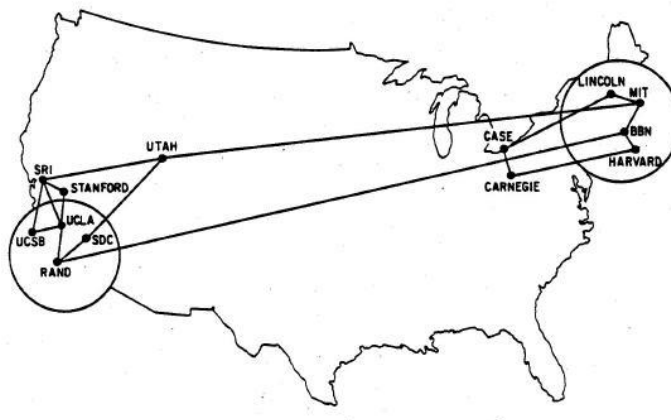 LINCOLN
MIT
BBN
CASE
HARVARD
UTAH
CARNEGIE
SRI
STANFORD
UCLA
UCSB
SDC
RAND